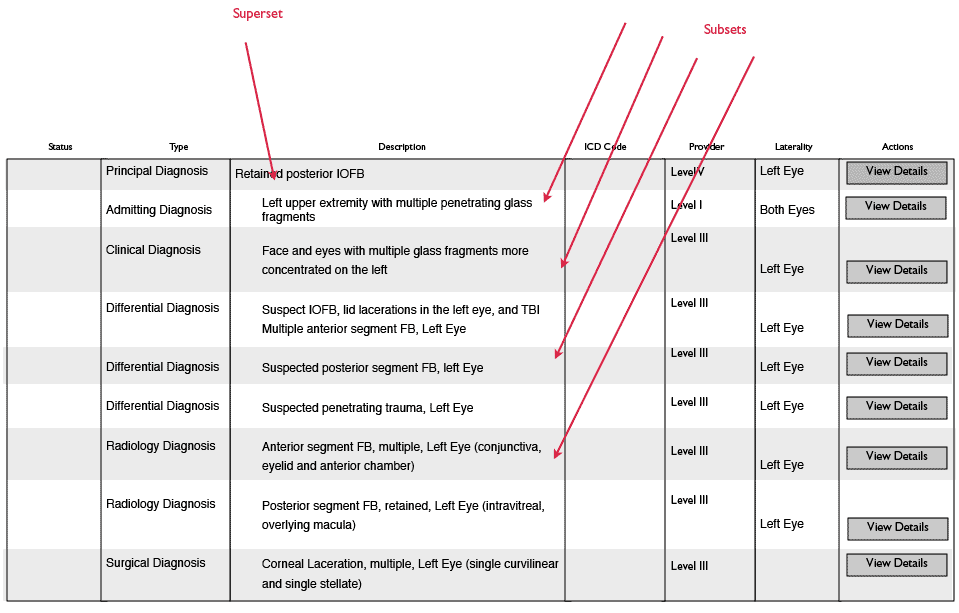 Superset
Subsets
Status Type Description ICD Code Provider Laterality Actions
Principal Diagnosis Retained posterior IOFB LevelV Left Eye View Details
Admitting Diagnosis Left upper extremity with multiple penetrating glass
fragments Level I Both Eyes View Details
Clinical Diagnosis Face and eyes with multiple glass fragments more
concentrated on the left Level III Left Eye View Details
Differential Diagnosis Suspect IOFB, lid lacerations in the left eye, and TBI
Multiple anterior segment FB, Left Eye Level III Left Eye View Details
Differential Diagnosis Suspected posterior segment FB, left Eye Level III Left Eye View Details
Differential Diagnosis Suspected penetrating trauma, Left Eye Level III Left Eye View Details
Radiology Diagnosis Anterior segment FB, multiple, Left Eye (conjunctiva,
eyelid and anterior chamber) Level III Left Eye View Details
Radiology Diagnosis Posterior segment FB, retained, Left Eye (intravitreal,
overlying macula) Level III Left Eye View Details
Surgical Diagnosis Corneal Laceration, multiple, Left Eye (single curvilinear
and single stellate) Level III View Details